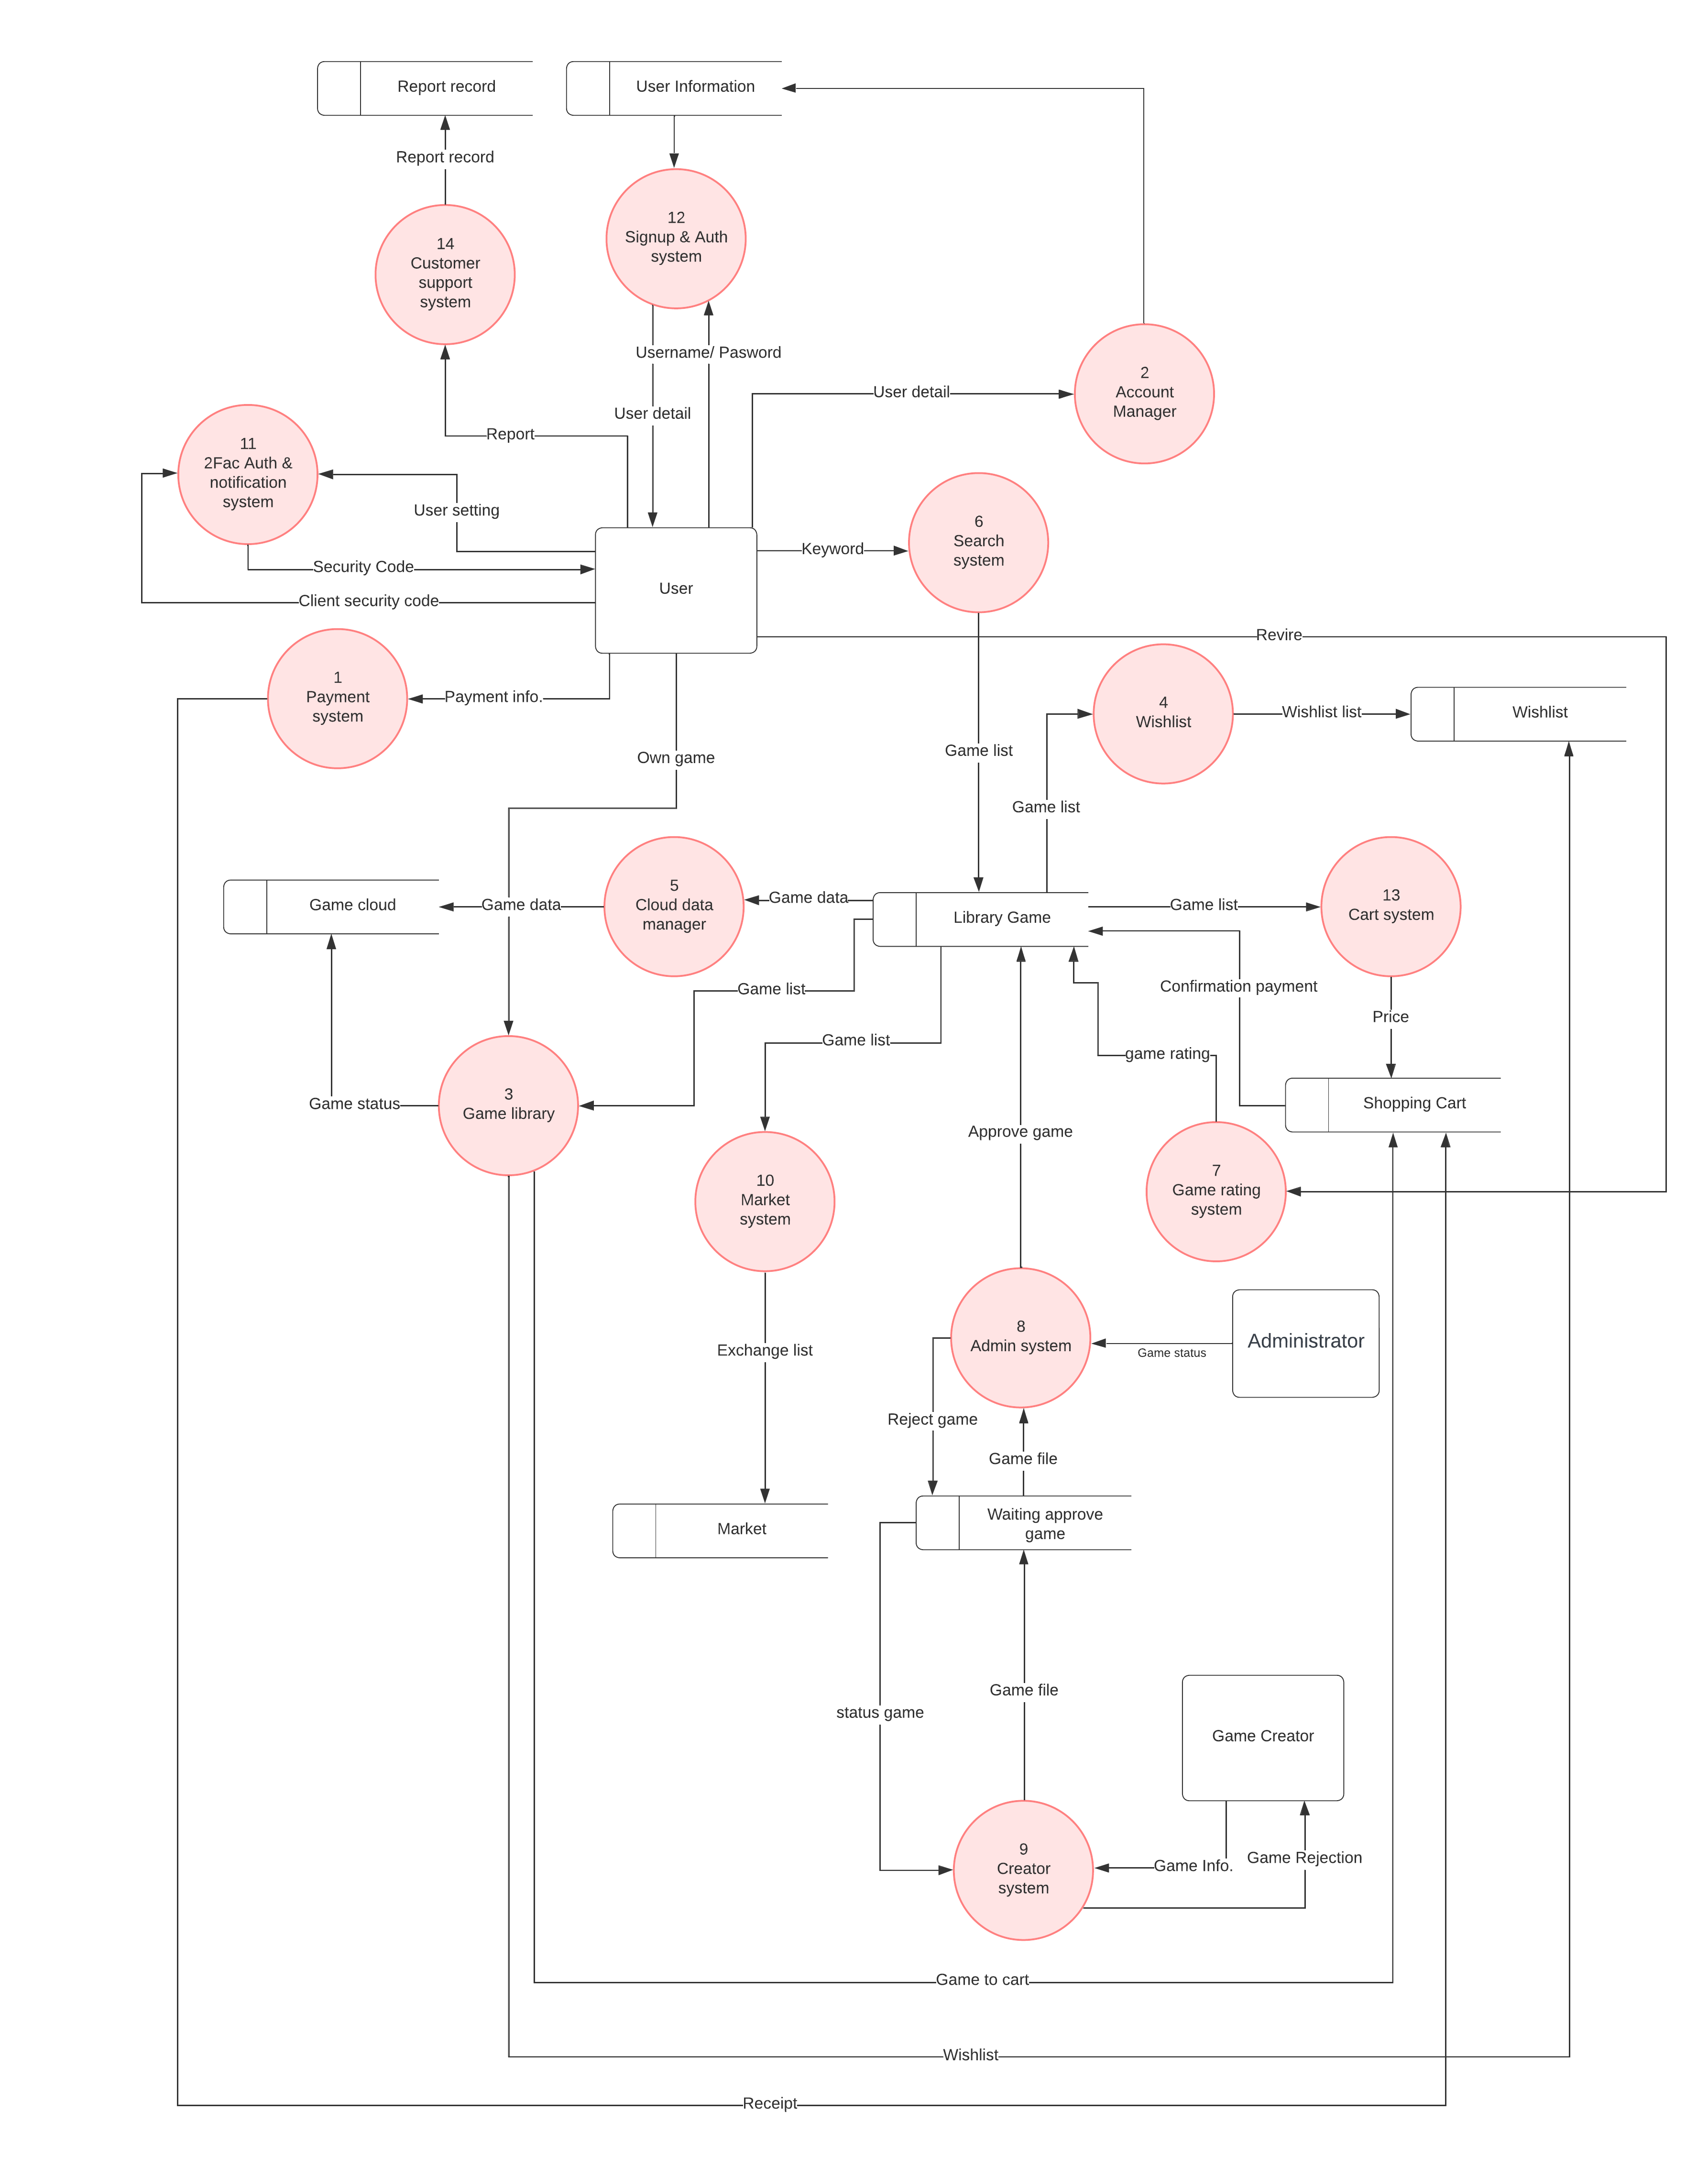 Report record
User Information
Report record
12
Signup & Auth
system
14
Customer
support
system
Username/ Pasword
2
Account
Manager
User detail
User detail
Report
11
2Fac Auth &
notification
system
User setting
6
Search
system
Keyword
Security Code
User
Client security code
Revire
1
Payment
system
Payment info.
4
Wishlist
Wishlist list
Wishlist
Own game
Game list
Game list
5
Cloud data
manager
Game cloud
Game data
Game data
Library Game
Game list
13
Cart system
Game list
Confirmation payment
Price
Game list
game rating
3
Game library
Game status
Shopping Cart
Approve game
10
Market
system
7
Game rating
system
8
Admin system
Administrator
Game status
Exchange list
Reject game
Game file
Market
Waiting approve
game
Game file
status game
Game Creator
9
Creator
system
Game Info.
Game Rejection
Game to cart
Wishlist
Receipt